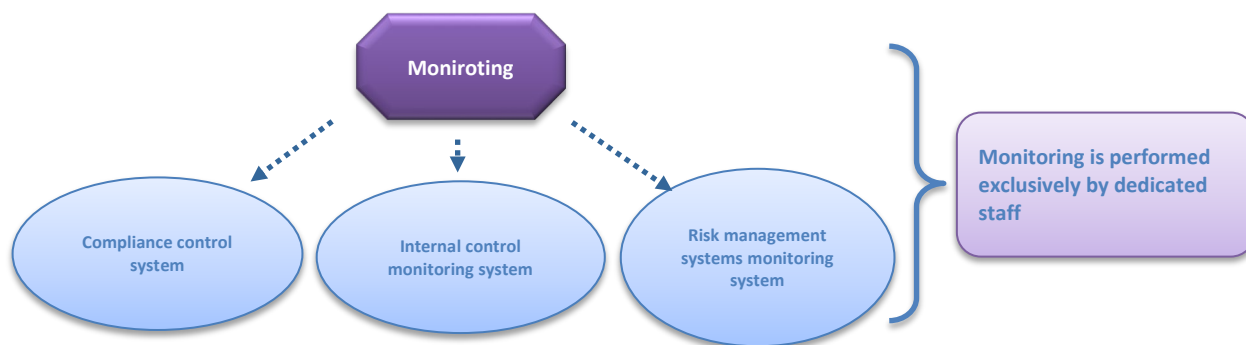 Moniroting
Compliance control
system
Internal control
monitoring system
Risk management
systems monitoring
system
Monitoring is performed
exclusively by dedicated
staff